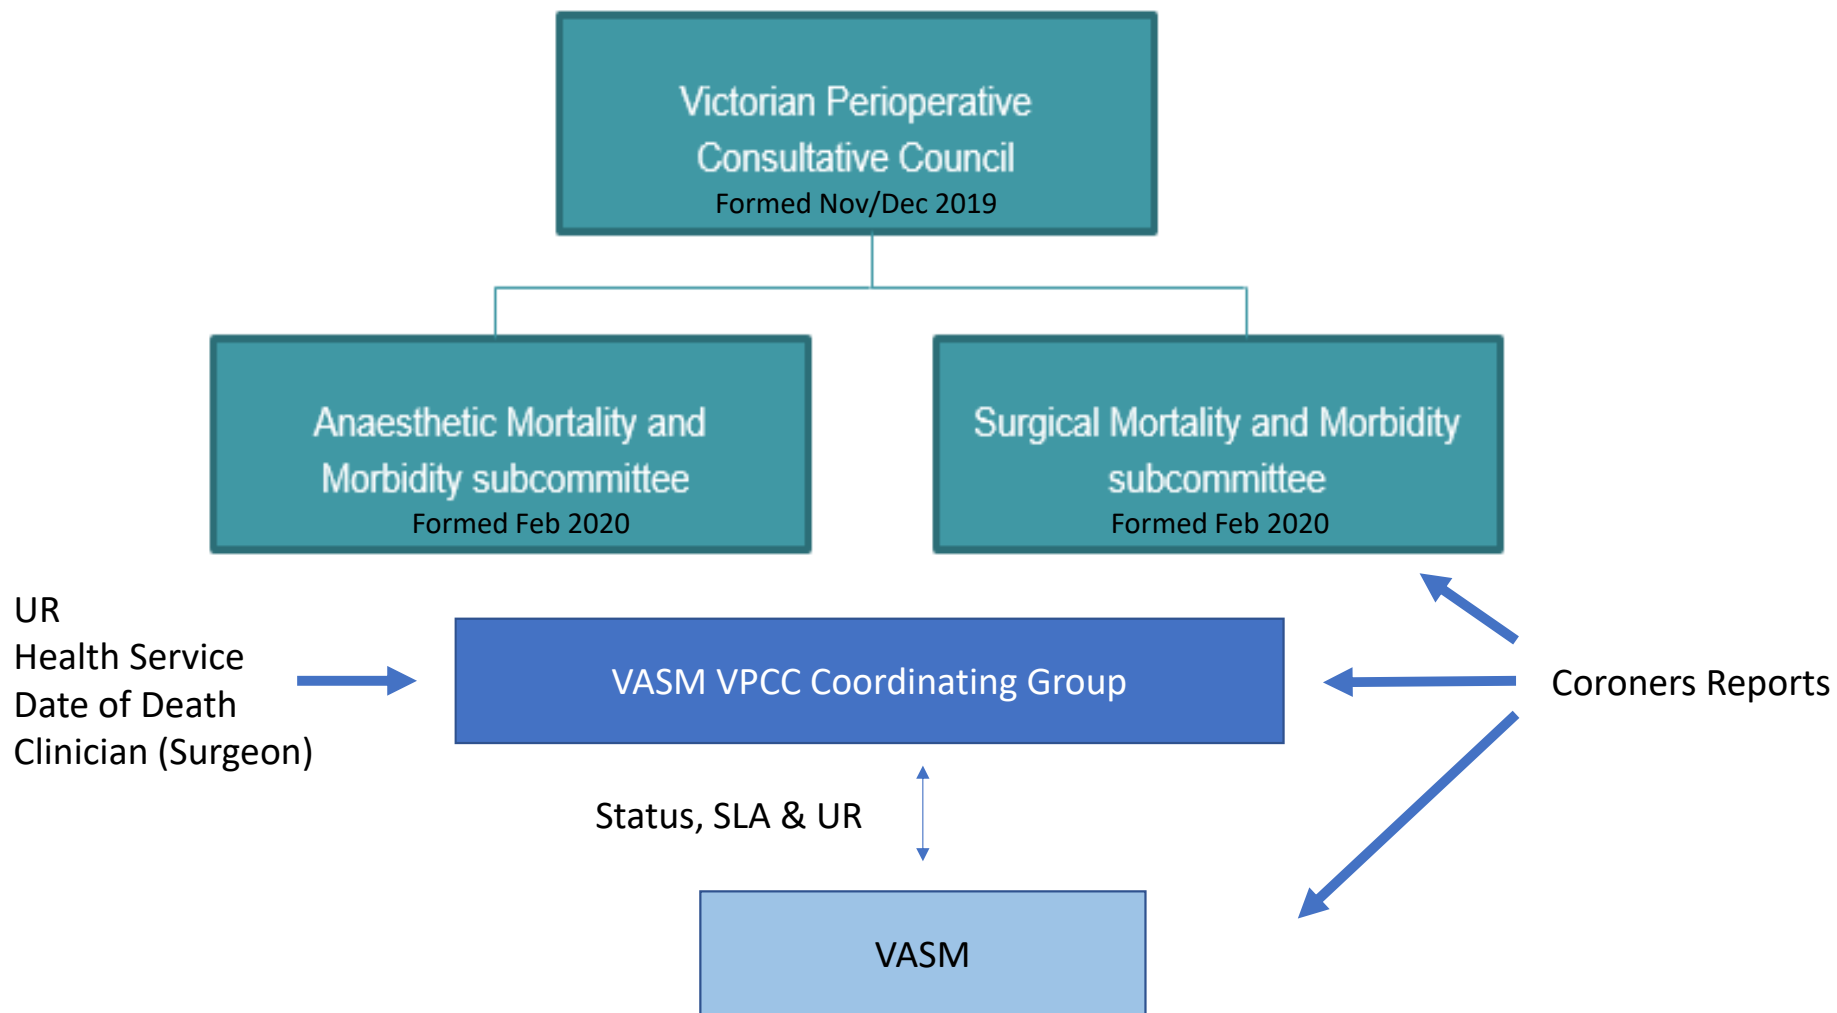 Victorian Perioperative
Consultative Council
Formed Nov/Dec 2019
Anaesthetic Mortality and
Morbidity subcommittee
Formed Feb 2020
Surgical Mortality and Morbidity
subcommittee
Formed Feb 2020
UR
Health Service
Date of Death
Clinician (Surgeon)
VASM VPCC Coordinating Group
Coroners Reports
Status, SLA & UR
VASM